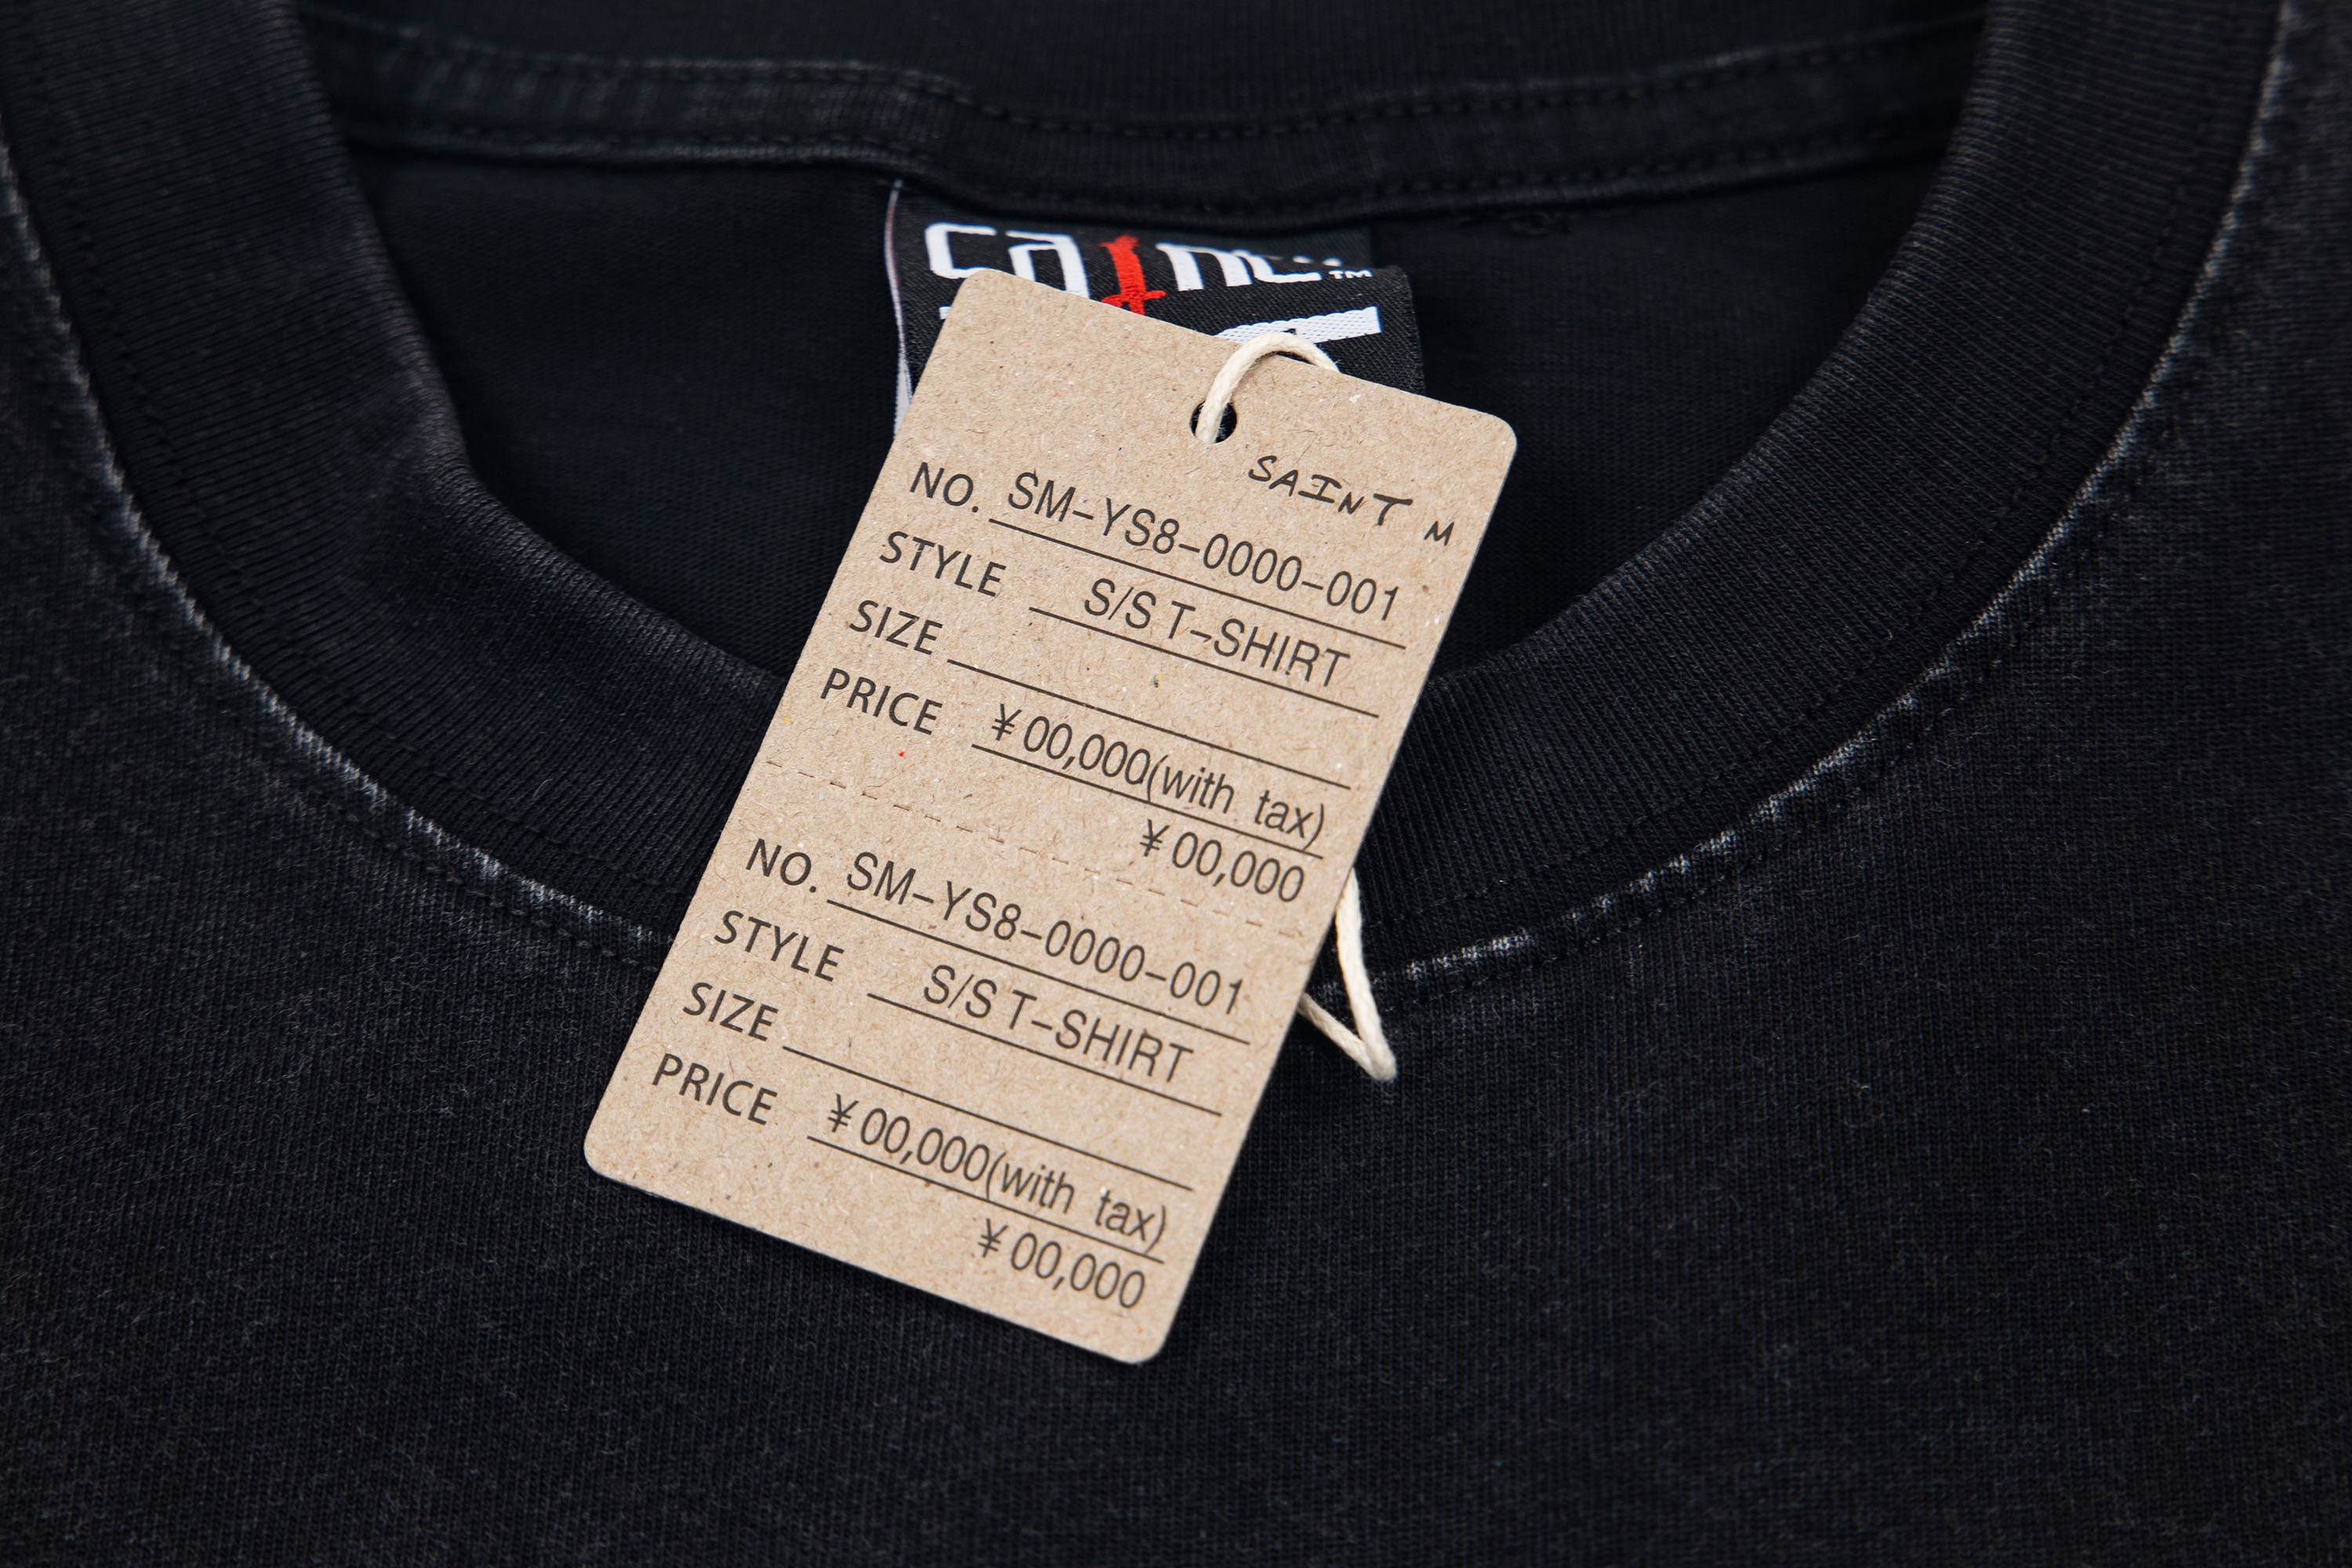 TM
SAINT M
NO. SM-YS8-0000-001
STYLE S/S T-SHIRT
SIZE
PRICE ¥00,000(with tax)
¥00,000
NO. SM-YS8-0000-001
STYLE S/S T-SHIRT
SIZE
PRICE ¥00,000(with tax)
¥00,000